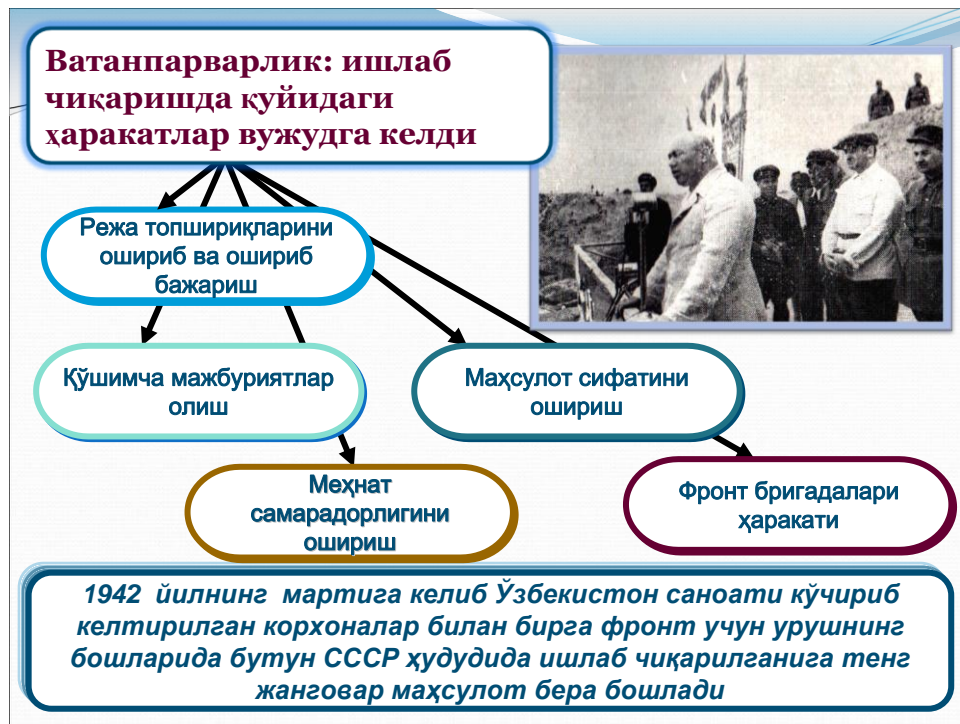 Ватанпарварлик: ишлаб
чиқаришда қуйидаги
ҳаракатлар вужудга келди
Режа топшириқларини
ошириб ва ошириб
бажариш
Қўшимча мажбуриятлар
олиш
Маҳсулот сифатини
ошириш
Меҳнат
самарадорлигини
ошириш
Фронт бригадалари
ҳаракати
1942 йилнинг мартига келиб Ўзбекистон саноати кўчириб
келтирилган корхоналар билан бирга фронт учун урушнинг
бошларида бутун СССР ҳудудида ишлаб чиқарилганига тенг
жанговар маҳсулот бера бошлади